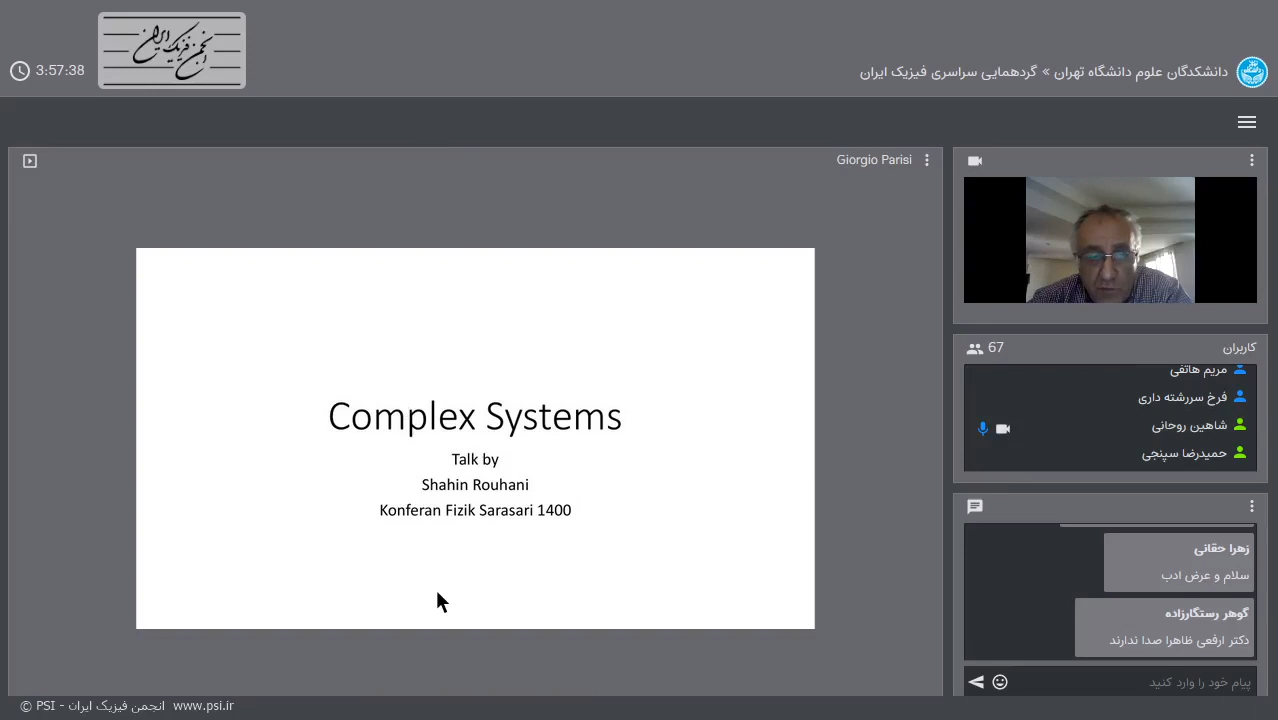 3:57:38
انجمن فیزیک ایران
دانشکدگان علوم دانشگاه تهران » گردهمایی سراسری فیزیک ایران
Giorgio Parisi
Complex Systems
Talk by
Shahin Rouhani
Konferan Fizik Sarasari 1400
67
کاربران
مریم هاتفی
فرخ سررشته داری
شاهین روحانی
حمیدرضا سپنجی
زهرا حقانی
سلام و عرض ادب
گوهر رستگارزاده
دکتر ارفعی ظاهرا صدا ندارند
پیام خود را وارد کنید
© PSI - انجمن فیزیک ایران www.psi.ir